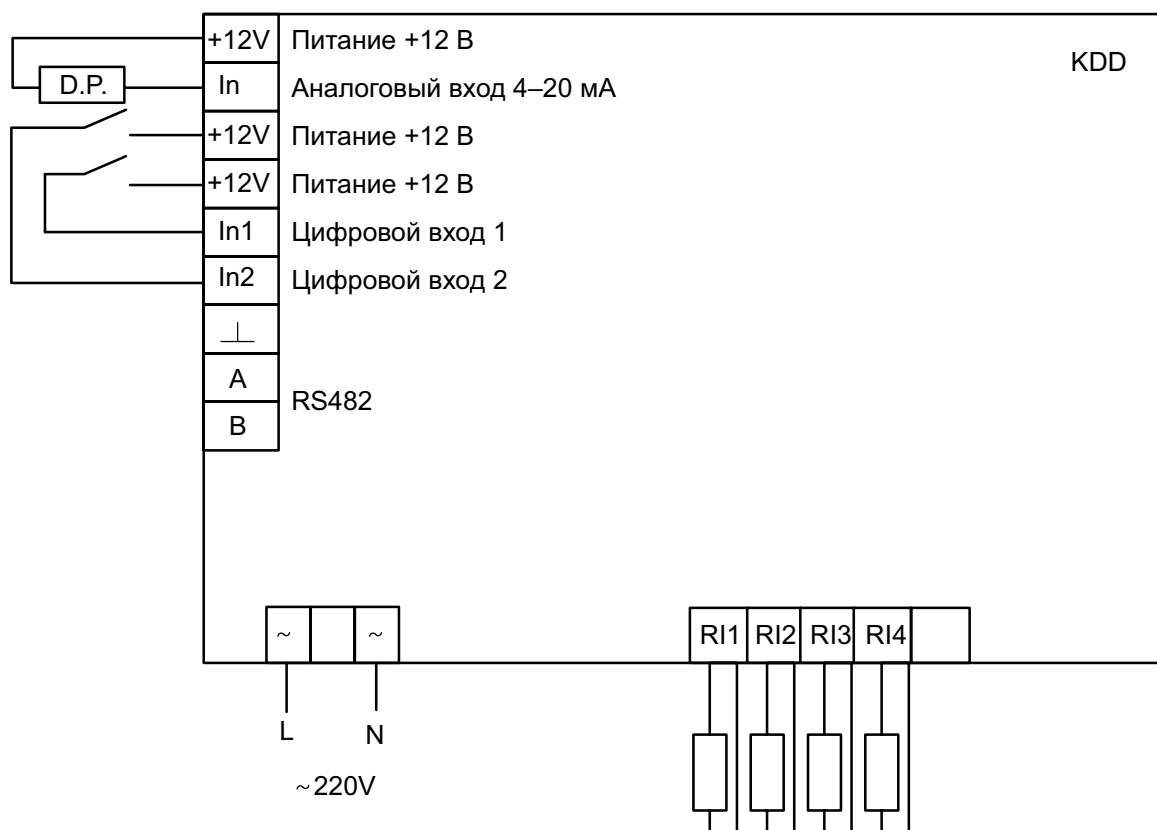 +12V Питание +12 В
KDD
D.P. In Аналоговый вход 4–20 мА
+12V Питание +12 В
+12V Питание +12 В
In1 Цифровой вход 1
In2 Цифровой вход 2
A
RS482
B
~ ~
RI1 RI2 RI3 RI4
L N
~220V